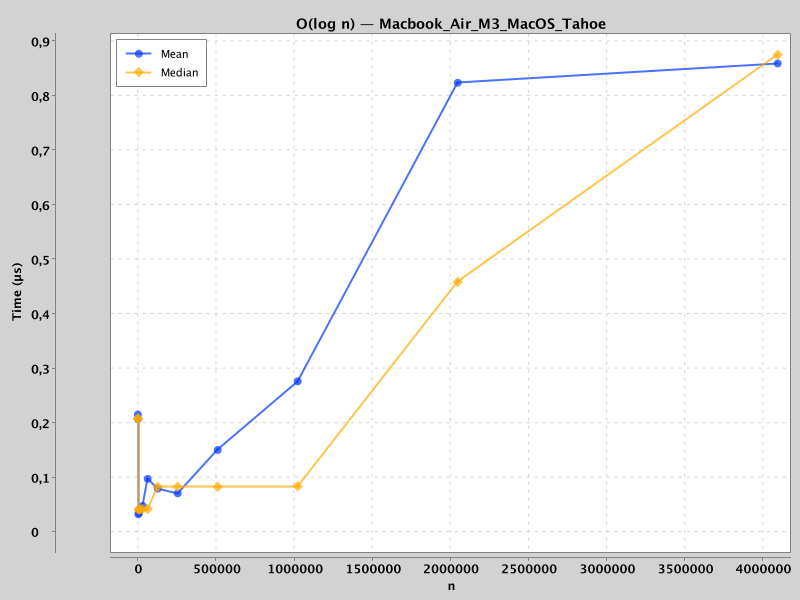 O(log n) — Macbook_Air_M3_MacOS_Tahoe
Mean
Median
0,9
0,8
0,7
0,6
0,5
0,4
0,3
0,2
0,1
0
Time (µs)
0 500000 1000000 1500000 2000000 2500000 3000000 3500000 4000000
n